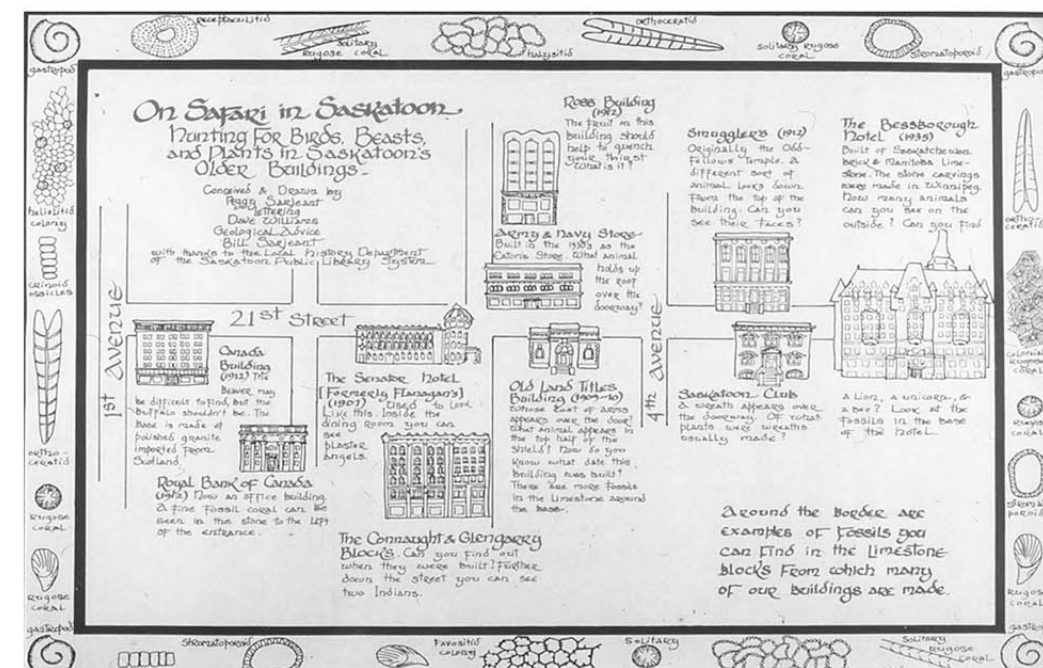 Receptaculitid
Solitary
Rugose coral
halysitid
orthoceratid
solitary rugose
coral
stromatoporoid
gastropod
gastropod
On Safari in Saskatoon
Hunting For Birds, Beasts,
and Plants in Saskatoon's
Older Buildings -
Conceived & Drawn by
Peggy Sarjeant
Lettering
Dave Williams
Geological Advice
Bill Sarjeant
with thanks to the Local History Department
of the Saskatoon Public Library System
Ross Building
(1912)
The fruit on this
building should
help to quench
your thirst
What is it?
Army & Navy Store
Built in the 1930's as the
Eaton's Store. What animal
holds up
the roof
over the
doorway?
Smuggler's (1912)
Originally the Odd-
fellows Temple. A
different sort of
animal looks down
from the top of the
building. Can you
see their faces?
The Bessborough
Hotel (1935)
Built of Saskatchewan
brick & Manitoba Lime-
stone. The stone carvings
were made in Winnipeg
How many animals
can you see on the
outside? Can you find
a Lion, a unicorn, &
a Bee? Look at the
fossils in the base
of the hotel.
21st Street
1st Avenue
4th Avenue
Canada
Building
(1912) The
Beaver may
be difficult to find, but the
Buffalo shouldn't be. The
Base is made of
polished granite
imported from
Scotland.
Royal Bank of Canada
(1912) Now an office building
A fine fossil coral can be
seen in the stone to the left
of the entrance.
The Senator Hotel
[Formerly Flanagan's]
(1907) Used to look
like this. Inside the
dining room you can
see
plaster
angels.
The Connaught & Glengarry
Blocks. Can you find out
when they were built? Further
down the street you can see
two Indians.
Old Land Titles
Building (1909-10)
Whose coat of arms
appears over the door?
What animal appears in
the top half of the
shield? How do you
know what date this
building was built?
There are more fossils
in the Limestone around
the base.
Saskatoon Club
A wreath appears over
the doorway. Of what
plants were wreaths
usually made?
Around the Border are
examples of Fossils you
can find in the Limestone
blocks from which many
of our buildings are made.
heliolitid
colony
crinoid
ossicles
ortho-
ceratid
Rugose
coral
Rugose
coral
gastropod
ortho-
ceratid
colonial
Rugose
coral
Rugose
coral
stroma
poroid
Rugose
coral
Stromatoporoid
Favositid
colony
Solitary
Solitary
rugose
coral